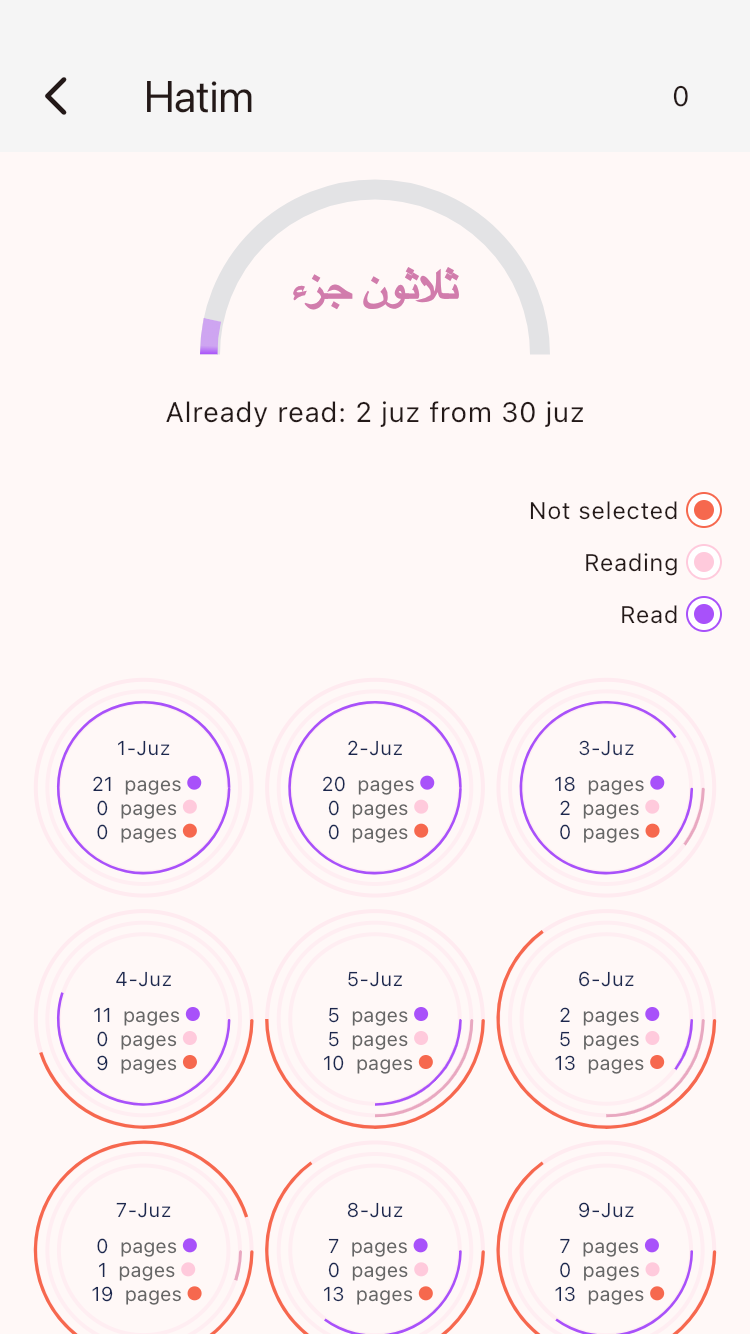 Hatim 0
ثلاثون جزء
Already read: 2 juz from 30 juz
Not selected
Reading
Read
1-Juz
21 pages
0 pages
0 pages
2-Juz
20 pages
0 pages
0 pages
3-Juz
18 pages
2 pages
0 pages
4-Juz
11 pages
0 pages
9 pages
5-Juz
5 pages
5 pages
10 pages
6-Juz
2 pages
5 pages
13 pages
7-Juz
0 pages
1 pages
19 pages
8-Juz
7 pages
0 pages
13 pages
9-Juz
7 pages
0 pages
13 pages